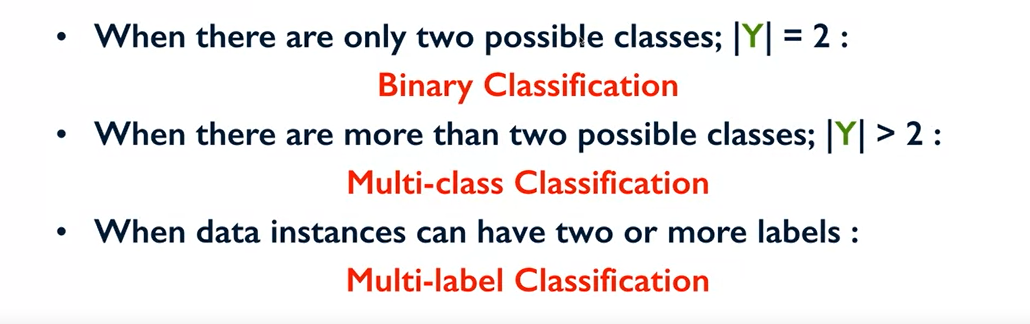 • When there are only two possible classes; |Y| = 2 :
Binary Classification
• When there are more than two possible classes; |Y| > 2 :
Multi-class Classification
• When data instances can have two or more labels :
Multi-label Classification